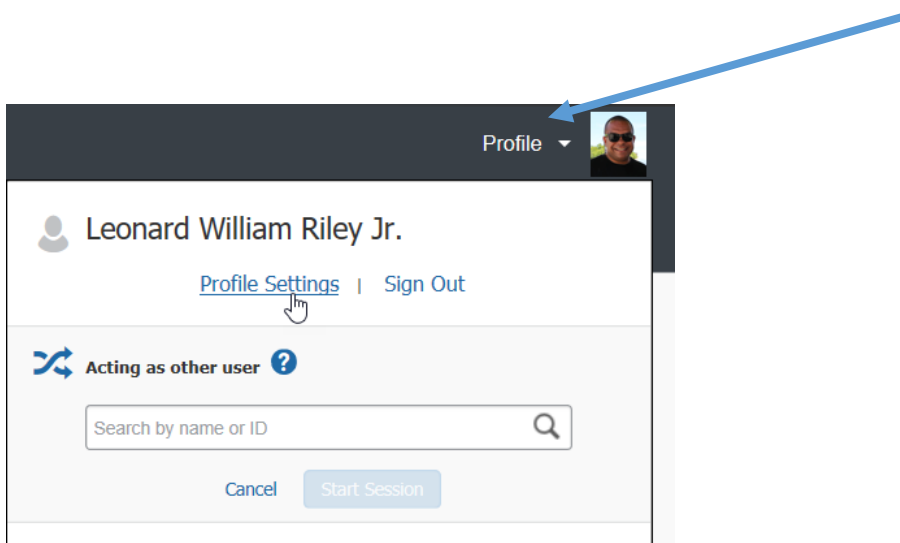 Profile
Leonard William Riley Jr.
Profile Settings | Sign Out
Acting as other user ?
Search by name or ID
Cancel Start Session